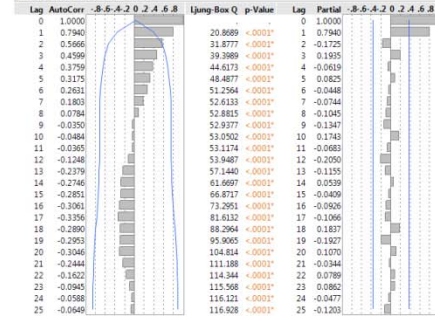 Lag AutoCorr -.8-.6-.4-.2 0 .2 .4 .6 .8 Ljung-Box Q p-Value Lag Partial -.8-.6-.4-.2 0 .2 .4 .6 .8
0 1.0000 . . 0 1.0000
1 0.7940 20.8689 <.0001* 1 0.7940
2 0.5666 31.8777 <.0001* 2 -0.1725
3 0.4599 39.3989 <.0001* 3 0.1935
4 0.3759 44.6173 <.0001* 4 -0.0619
5 0.3175 48.4877 <.0001* 5 0.0825
6 0.2631 51.2564 <.0001* 6 -0.0448
7 0.1803 52.6133 <.0001* 7 -0.0744
8 0.0784 52.8815 <.0001* 8 -0.1045
9 -0.0350 52.9377 <.0001* 9 -0.1347
10 -0.0484 53.0502 <.0001* 10 0.1743
11 -0.0365 53.1174 <.0001* 11 -0.0683
12 -0.1248 53.9487 <.0001* 12 -0.2050
13 -0.2379 57.1440 <.0001* 13 -0.1155
14 -0.2746 61.6697 <.0001* 14 0.0539
15 -0.2851 66.8717 <.0001* 15 -0.0409
16 -0.3061 73.2951 <.0001* 16 -0.0926
17 -0.3356 81.6132 <.0001* 17 -0.1066
18 -0.2890 88.2964 <.0001* 18 0.1837
19 -0.2953 95.9065 <.0001* 19 -0.1927
20 -0.3046 104.814 <.0001* 20 0.1070
21 -0.2444 111.188 <.0001* 21 -0.0344
22 -0.1622 114.344 <.0001* 22 0.0789
23 -0.0945 115.568 <.0001* 23 0.0862
24 -0.0588 116.121 <.0001* 24 -0.0477
25 -0.0649 116.928 <.0001* 25 -0.1203